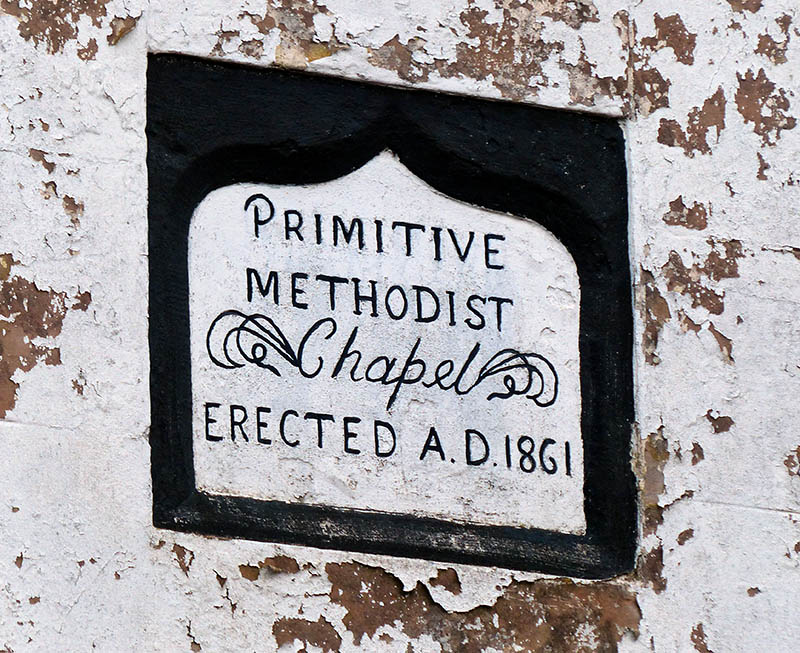 PRIMITIVE
METHODIST
Chapel
ERECTED A.D. 1861